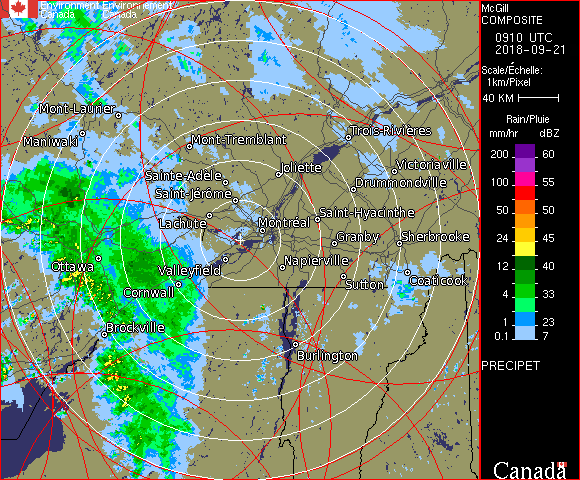 Environment Environnement
Canada Canada
Mont-Laurier
Maniwaki
Mont-Tremblant
Trois-Rivières
Sainte-Adèle
Joliette
Victoriaville
Saint-Jérôme
Drummondville
Lachute
Montréal
Saint-Hyacinthe
Granby
Sherbrooke
Ottawa
Valleyfield
Napierville
Cornwall
Sutton
Coaticook
Brockville
Burlington
McGill
COMPOSITE
0910 UTC
2018-09-21
Scale/Échelle:
1km/Pixel
40 KM
Rain/Pluie
mm/hr dBZ
200 60
100 55
50 50
24 45
12 40
4 33
1 23
0.1 7
PRECIPET
Canada